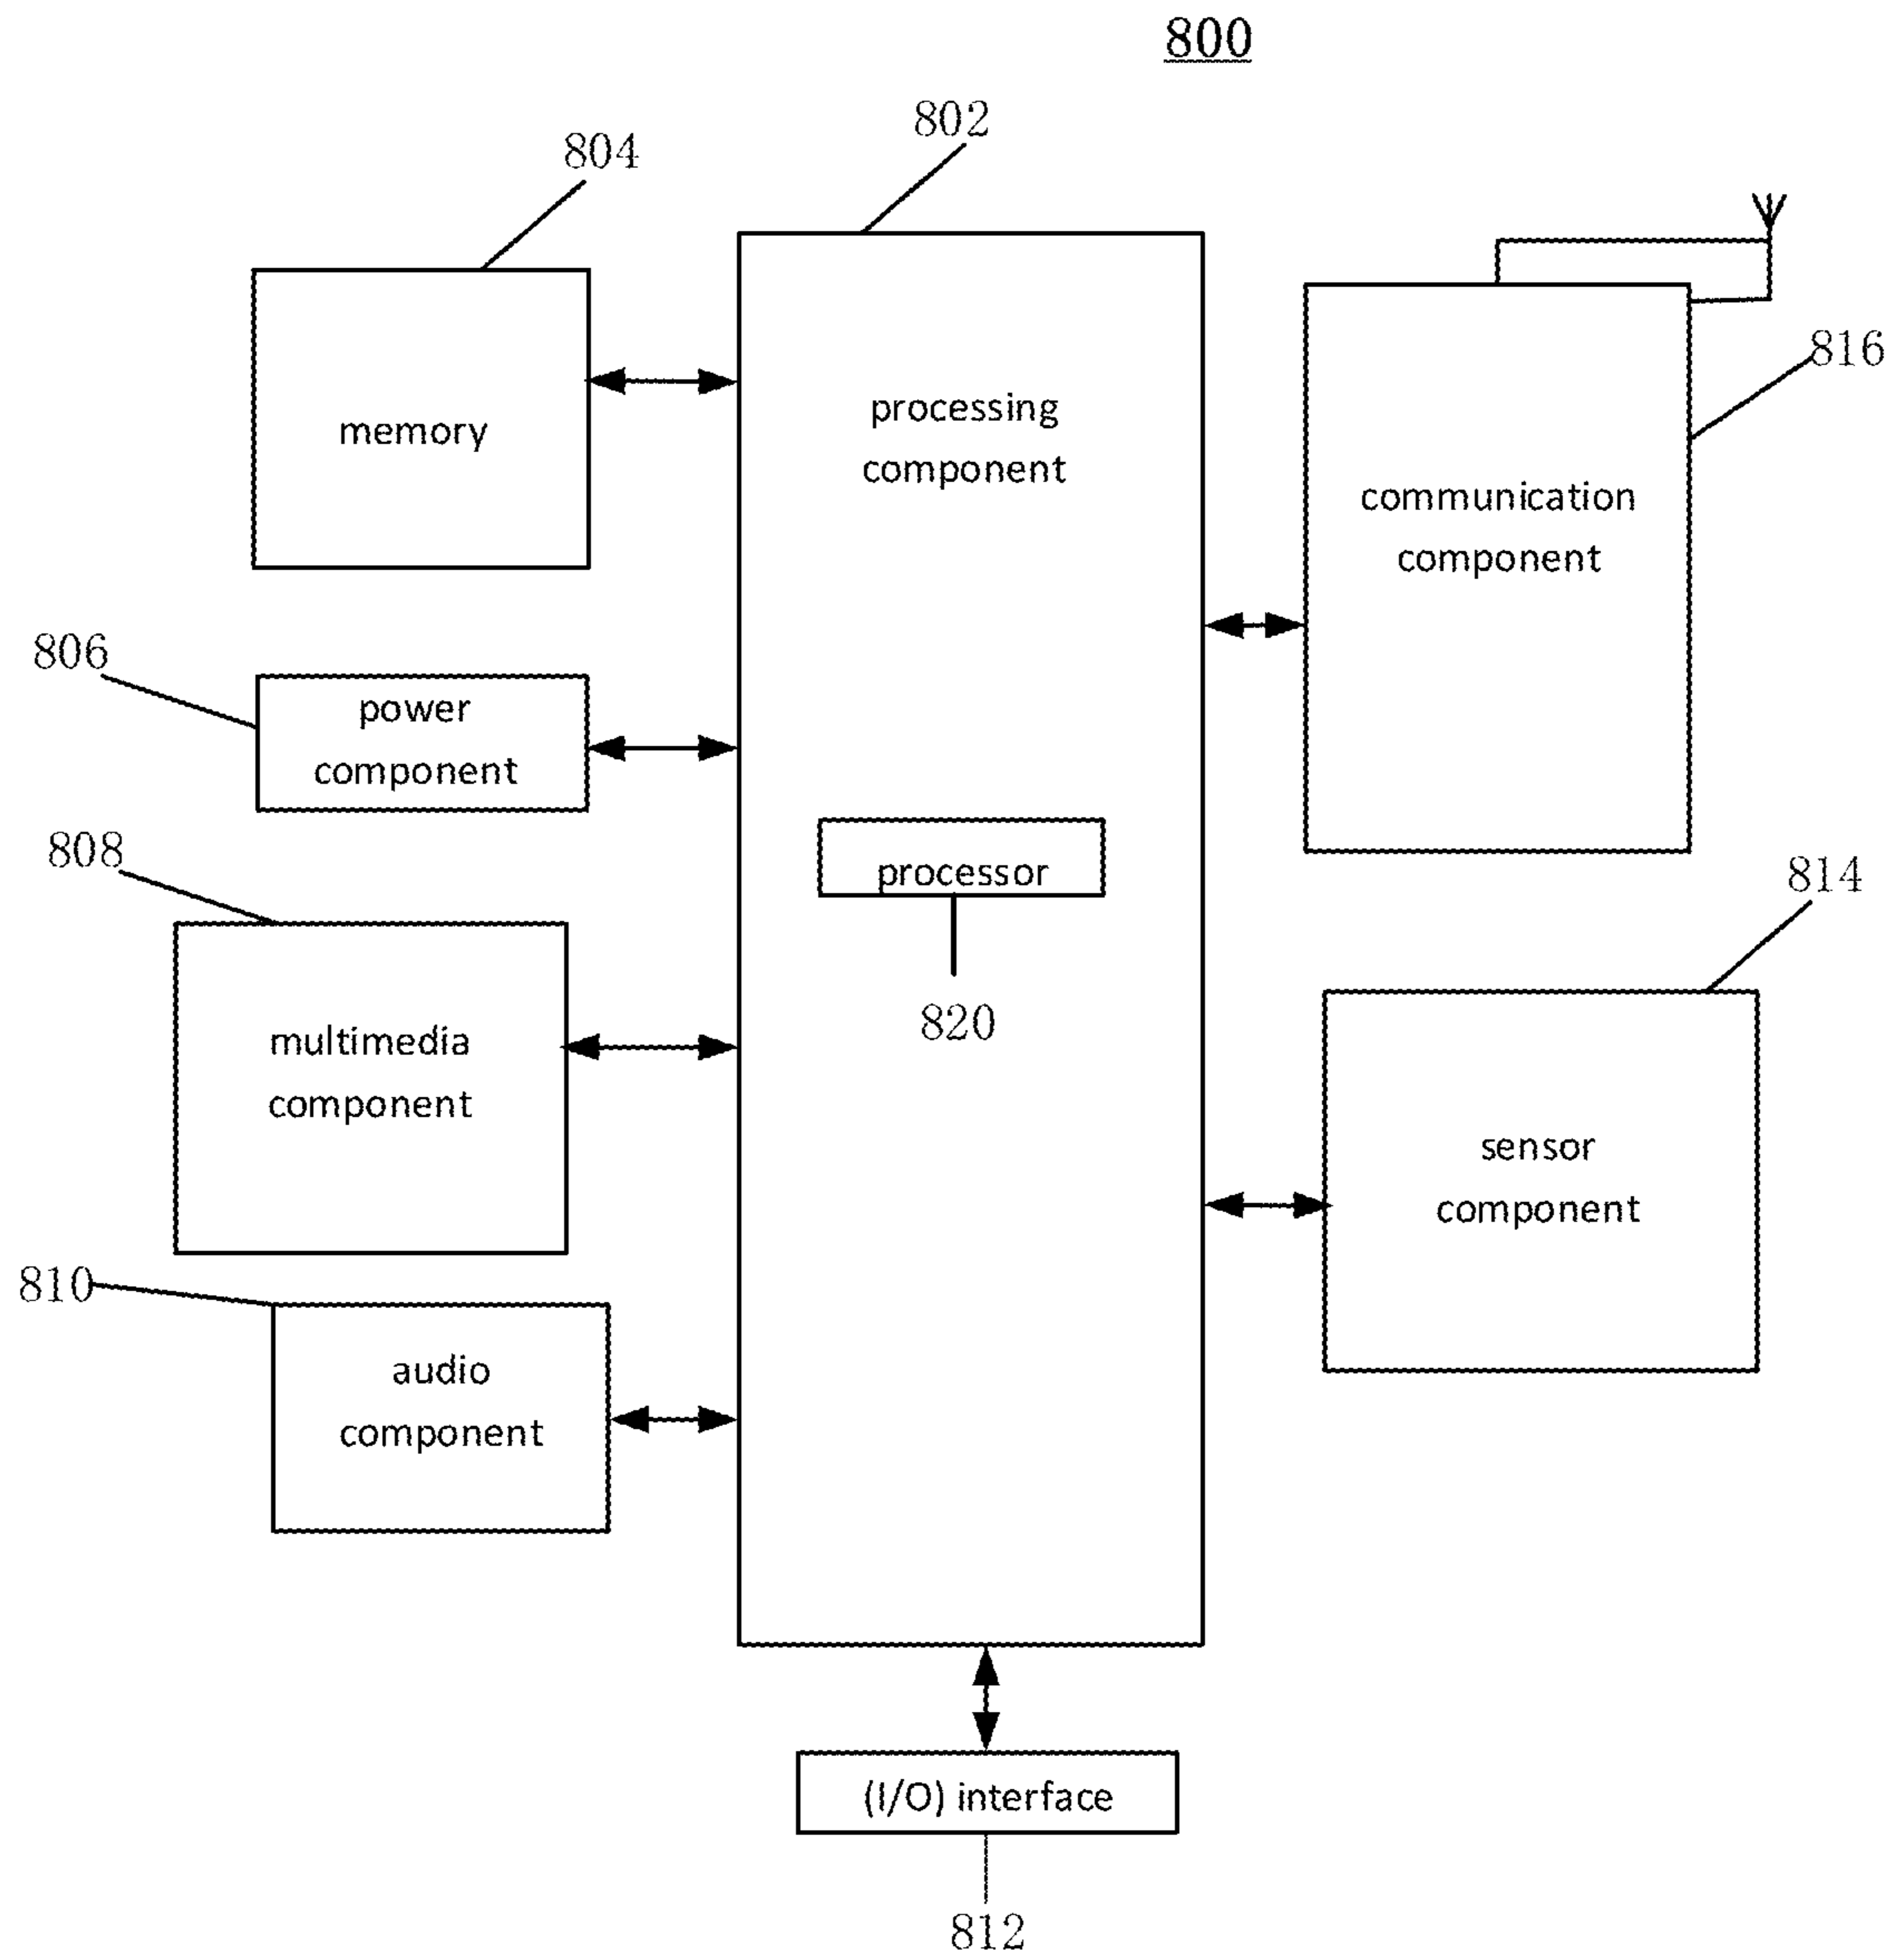 800
802
804
memory
processing
component
816
communication
component
806
power
component
808
processor
814
820
multimedia
component
sensor
component
810
audio
component
(I/O) interface
812